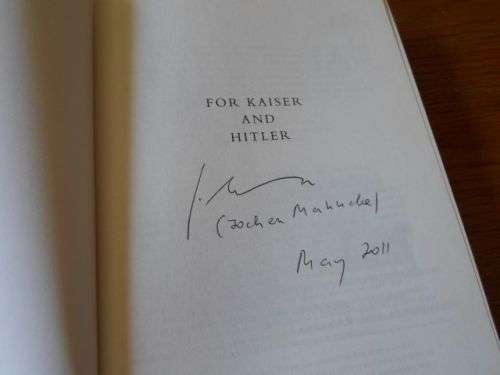 FOR KAISER
AND
HITLER
(Jochen Mahncke)
May 2011